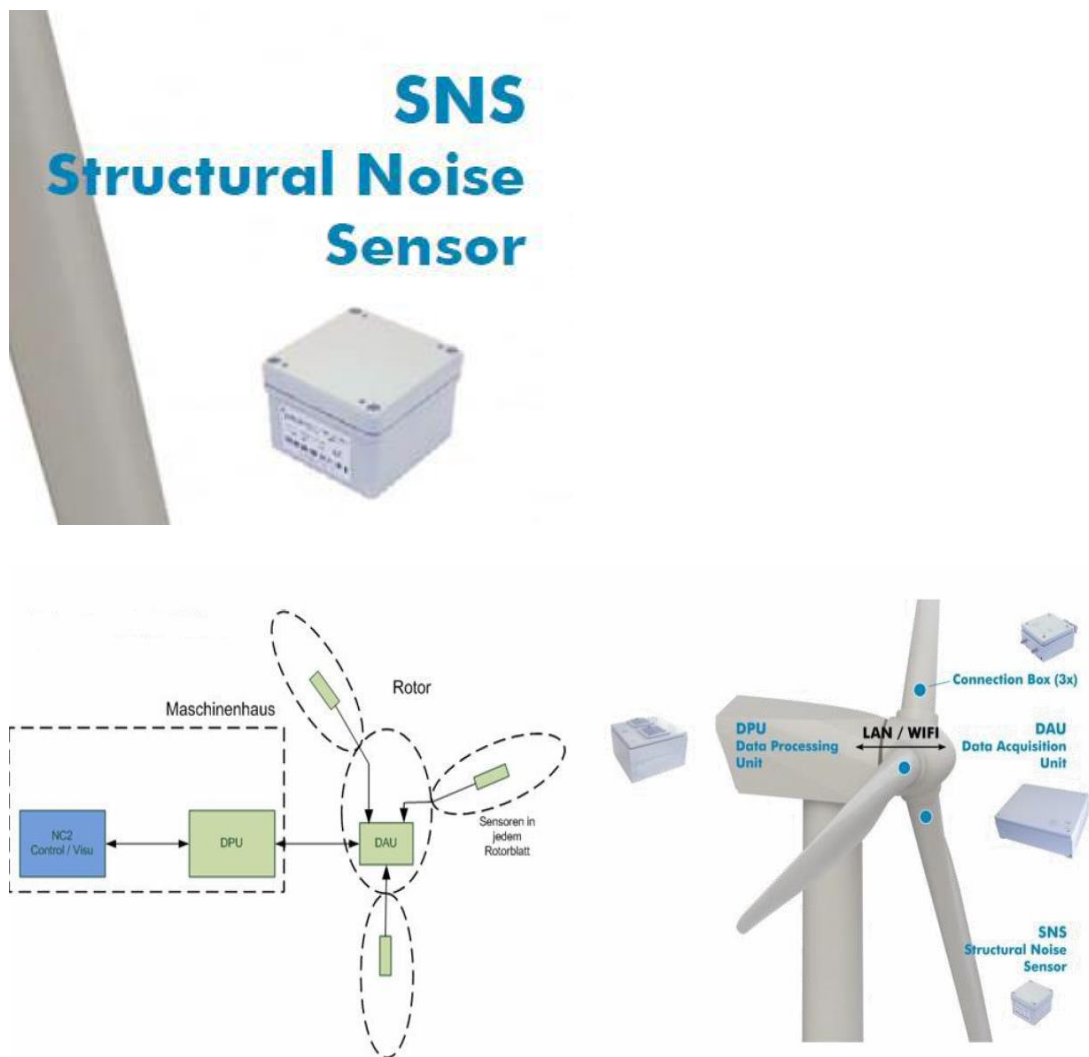 SNS
Structural Noise
Sensor
Maschinenhaus
Rotor
NC2
Control / Visu
DPU
DAU
Sensoren in
jedem
Rotorblatt
Connection Box (3x)
DPU
Data Processing
Unit
LAN / WIFI
DAU
Data Acquisition
Unit
SNS
Structural Noise
Sensor